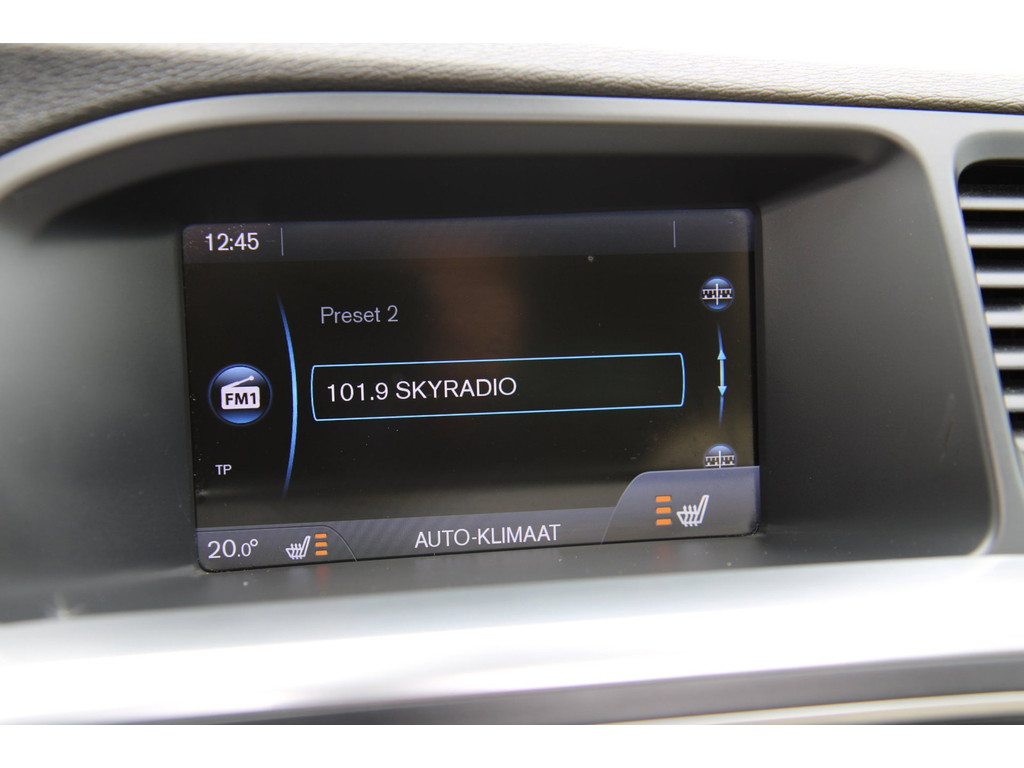 12:45
Preset 2
101.9 SKYRADIO
FM1
TP
20.0° AUTO-KLIMAAT